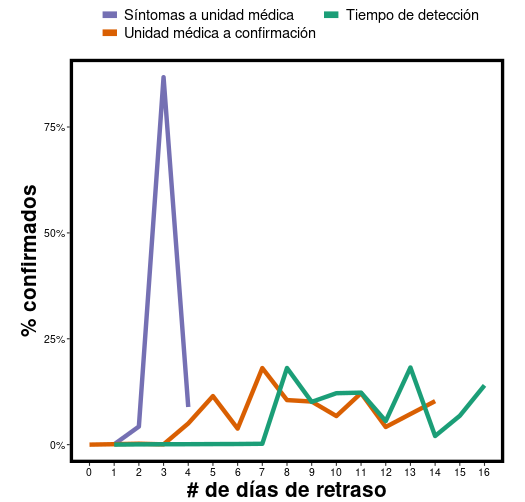 Síntomas a unidad médica
Tiempo de detección
Unidad médica a confirmación
% confirmados
75%
50%
25%
0%
0 1 2 3 4 5 6 7 8 9 10 11 12 13 14 15 16
# de días de retraso